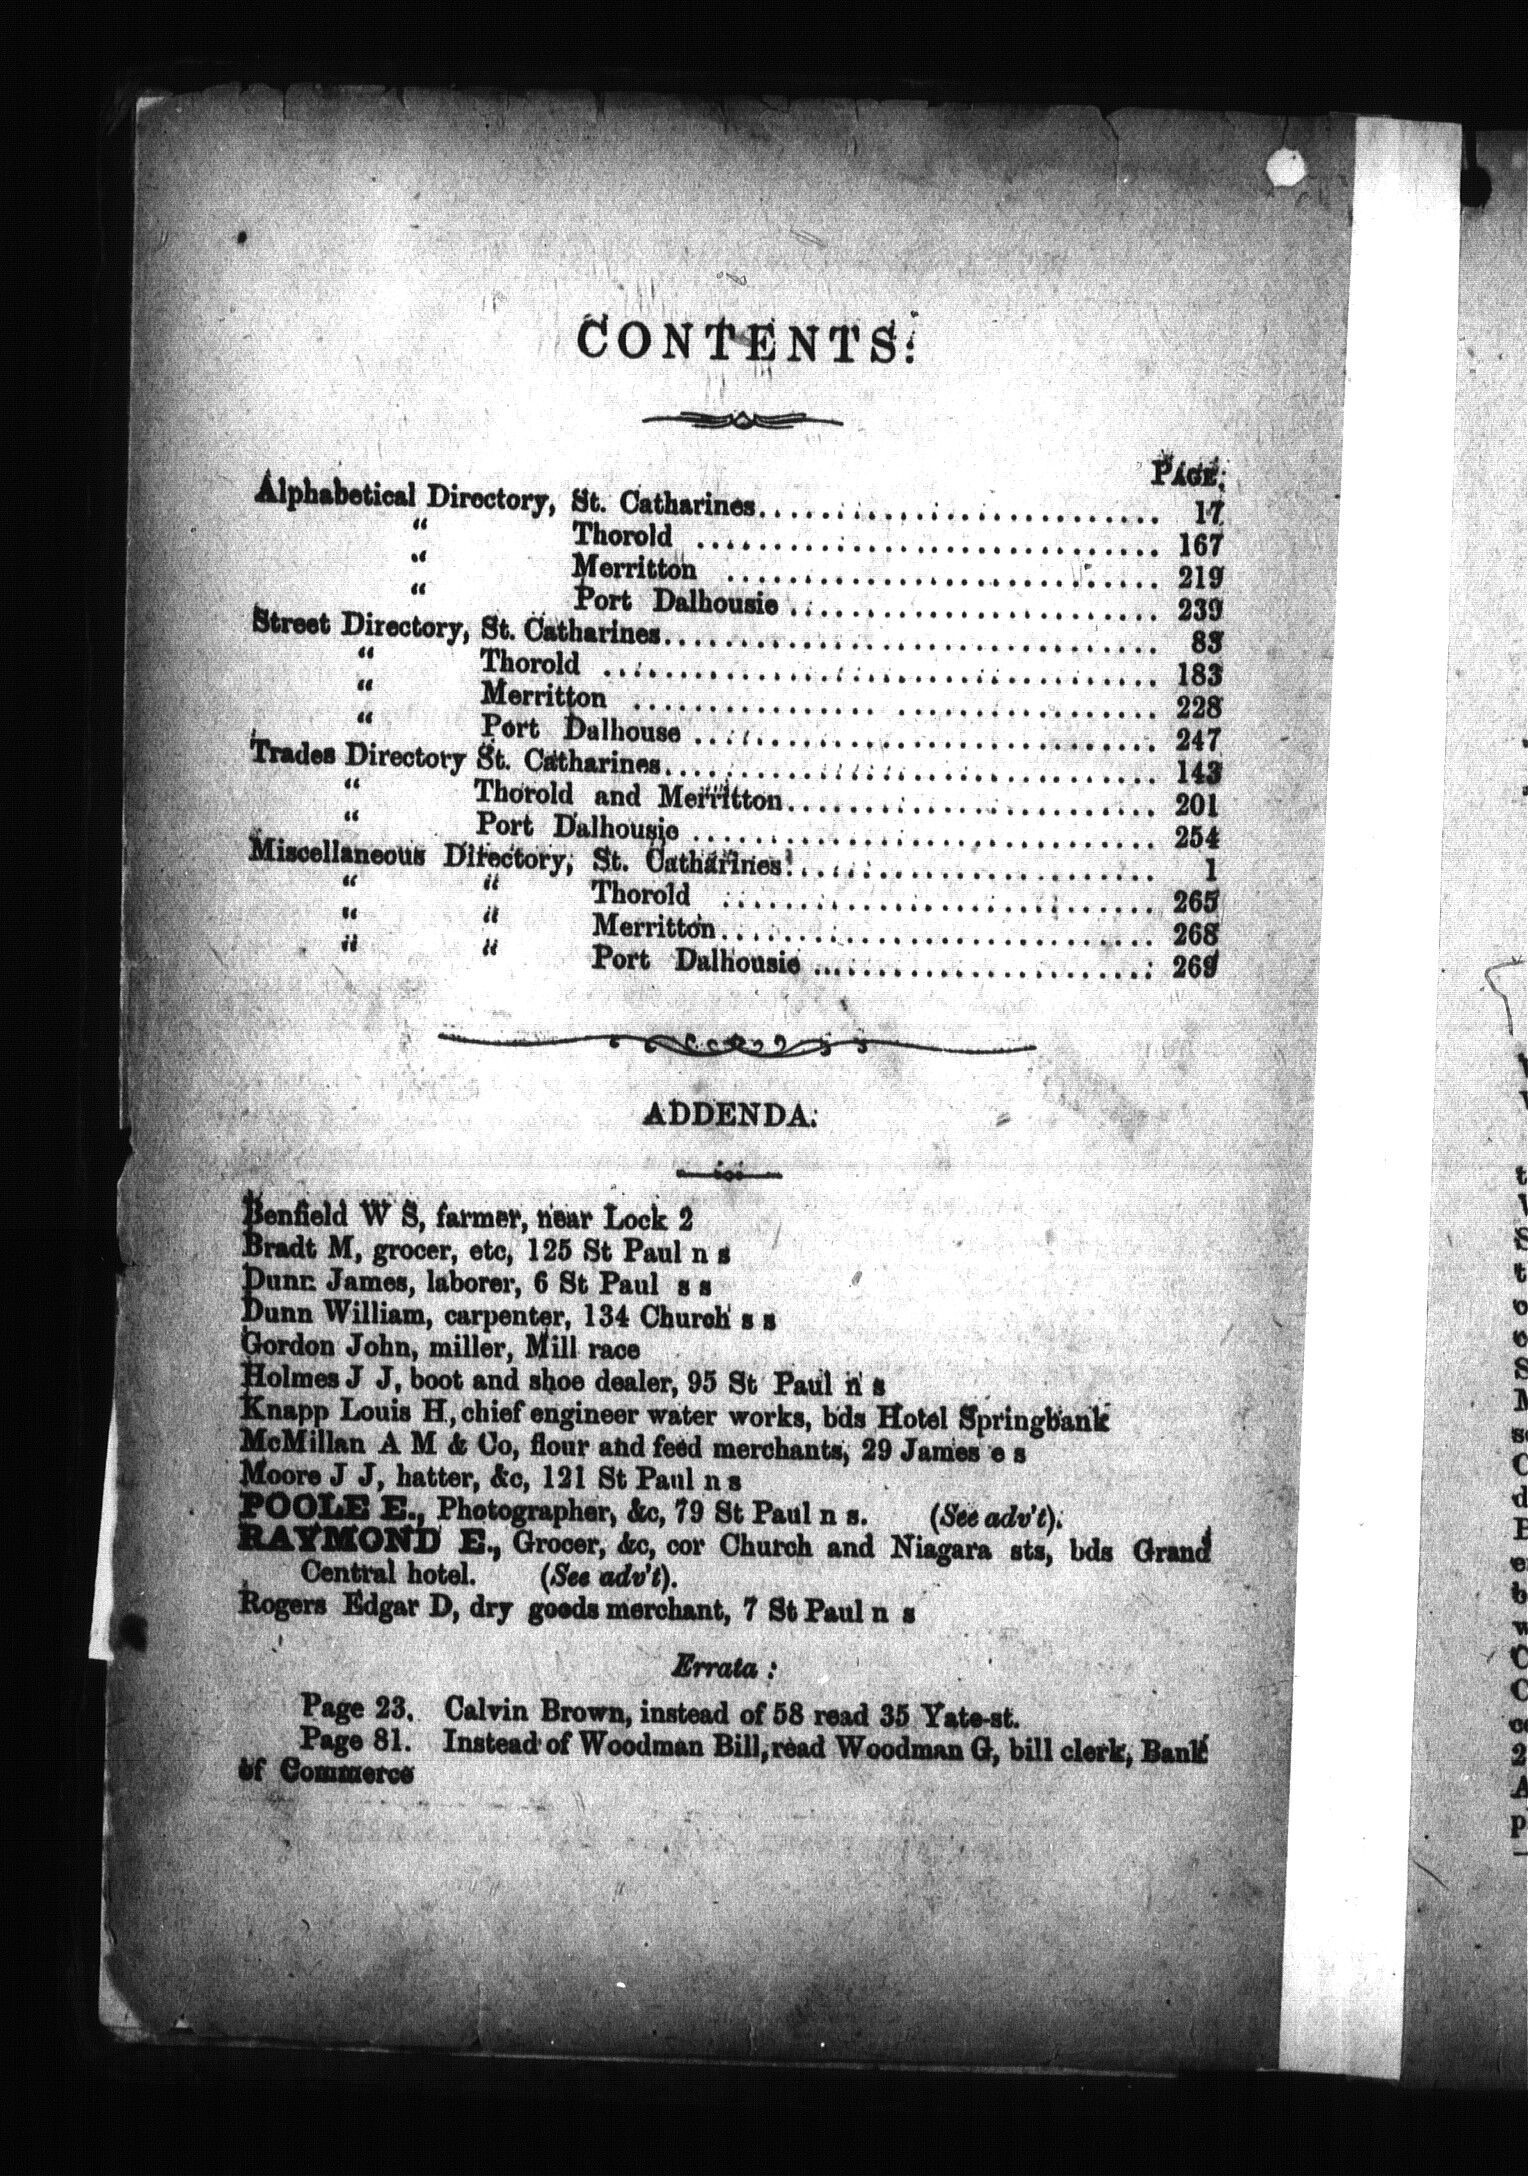 CONTENTS.
PAGE.
Alphabetical Directory, St. Catharines.......................... 17
" Thorold .............................. 167
" Merritton ............................ 219
" Port Dalhousie ........................ 239
Street Directory, St. Catharines................................ 83
" Thorold .................................... 183
" Merritton .................................. 228
" Port Dalhouse .............................. 247
Trades Directory St. Catharines................................ 143
" Thorold and Merritton........................ 201
" Port Dalhousie .............................. 254
Miscellaneous Directory, St. Catharines........................ 1
" " Thorold ............................ 265
" " Merritton............................ 268
" " Port Dalhousie ...................... 269
ADDENDA.
Benfield W S, farmer, near Lock 2
Bradt M, grocer, etc, 125 St Paul n s
Dunn James, laborer, 6 St Paul s s
Dunn William, carpenter, 134 Church s s
Gordon John, miller, Mill race
Holmes J J, boot and shoe dealer, 95 St Paul n s
Knapp Louis H, chief engineer water works, bds Hotel Springbank
McMillan A M & Co, flour and feed merchants, 29 James e s
Moore J J, hatter, &c, 121 St Paul n s
POOLE E., Photographer, &c, 79 St Paul n s. (See adv't).
RAYMOND E., Grocer, &c, cor Church and Niagara sts, bds Grand
Central hotel. (See adv't).
Rogers Edgar D, dry goods merchant, 7 St Paul n s
Errata :
Page 23. Calvin Brown, instead of 58 read 35 Yate-st.
Page 81. Instead of Woodman Bill, read Woodman G, bill clerk, Bank
of Commerce